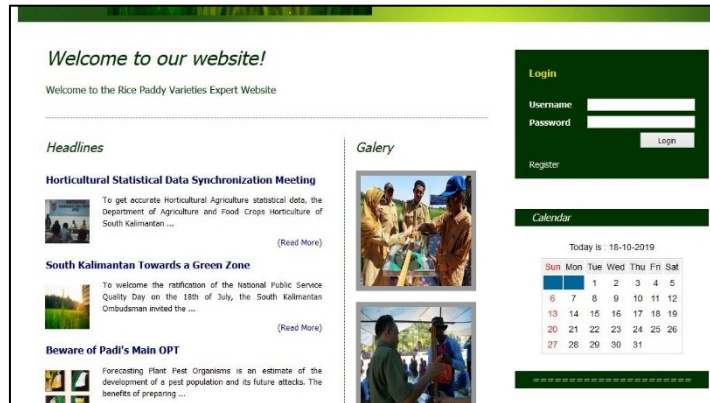 Welcome to our website!
Welcome to the Rice Paddy Varieties Expert Website
Headlines
Horticultural Statistical Data Synchronization Meeting
To get accurate Horticultural Agriculture statistical data, the
Department of Agriculture and Food Crops Horticulture of
South Kalimantan ...
(Read More)
South Kalimantan Towards a Green Zone
To welcome the ratification of the National Public Service
Quality Day on the 18th of July, the South Kalimantan
Ombudsman invited the ...
(Read More)
Beware of Padi's Main OPT
Forecasting Plant Pest Organisms is an estimate of the
development of a pest population and its future attacks. The
benefits of preparing ...
Galery
Login
Username
Password
Login
Register
Calendar
Today is : 18-10-2019
Sun Mon Tue Wed Thu Fri Sat
1 2 3 4 5
6 7 8 9 10 11 12
13 14 15 16 17 18 19
20 21 22 23 24 25 26
27 28 29 30 31